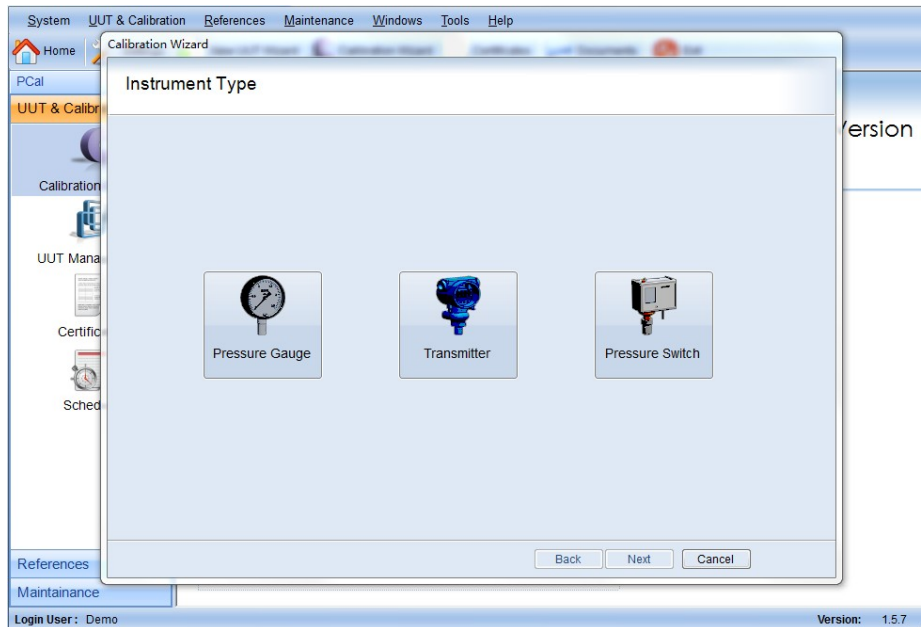 System UUT & Calibration References Maintenance Windows Tools Help
Home
Calibration Wizard
PCal
Instrument Type
UUT & Calibr
Version
Calibration
UUT Mana
Certific
Sched
Pressure Gauge Transmitter Pressure Switch
References
Maintainance
Back Next Cancel
Login User : Demo Version: 1.5.7